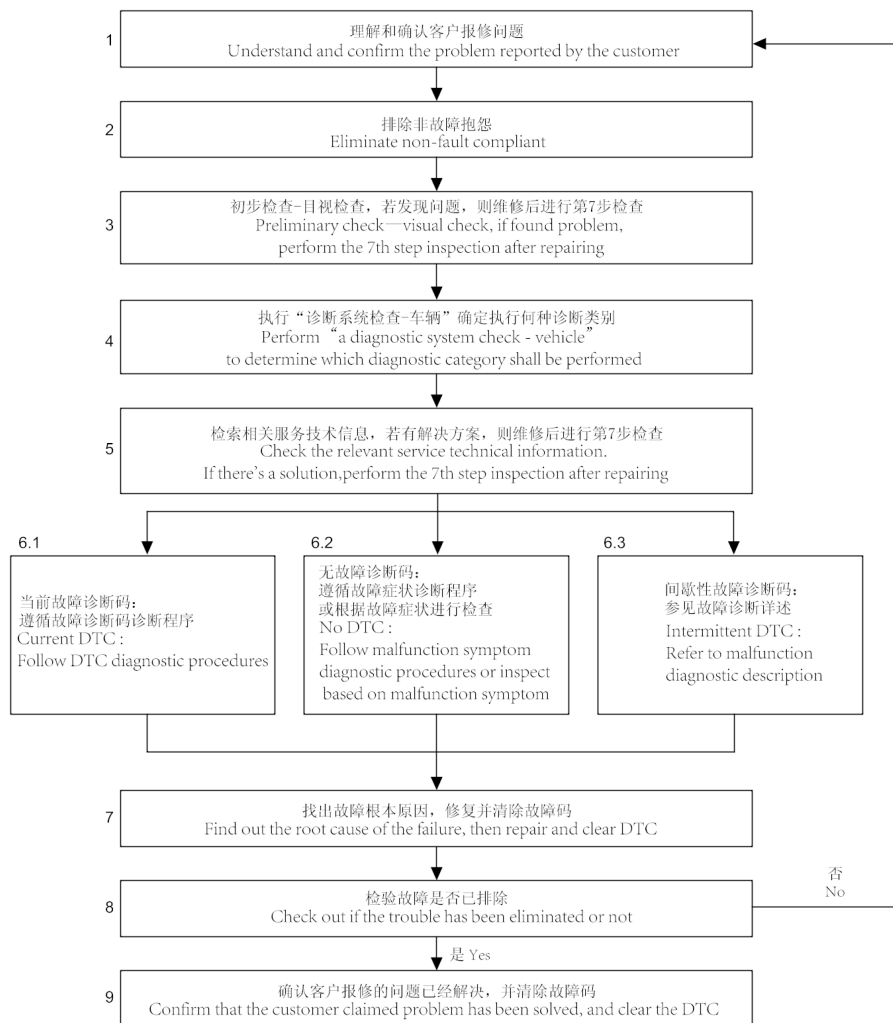 1
理解和确认客户报修问题
Understand and confirm the problem reported by the customer
2
排除非故障抱怨
Eliminate non-fault compliant
3
初步检查-目视检查，若发现问题，则维修后进行第7步检查
Preliminary check—visual check, if found problem,
perform the 7th step inspection after repairing
4
执行“诊断系统检查-车辆”确定执行何种诊断类别
Perform “a diagnostic system check - vehicle”
to determine which diagnostic category shall be performed
5
检索相关服务技术信息，若有解决方案，则维修后进行第7步检查
Check the relevant service technical information.
If there's a solution,perform the 7th step inspection after repairing
6.1
当前故障诊断码：
遵循故障诊断码诊断程序
Current DTC :
Follow DTC diagnostic procedures
6.2
无故障诊断码：
遵循故障症状诊断程序
或根据故障症状进行检查
No DTC :
Follow malfunction symptom
diagnostic procedures or inspect
based on malfunction symptom
6.3
间歇性故障诊断码：
参见故障诊断详述
Intermittent DTC :
Refer to malfunction
diagnostic description
7
找出故障根本原因，修复并清除故障码
Find out the root cause of the failure, then repair and clear DTC
8
检验故障是否已排除
Check out if the trouble has been eliminated or not
否
No
是 Yes
9
确认客户报修的问题已经解决，并清除故障码
Confirm that the customer claimed problem has been solved, and clear the DTC